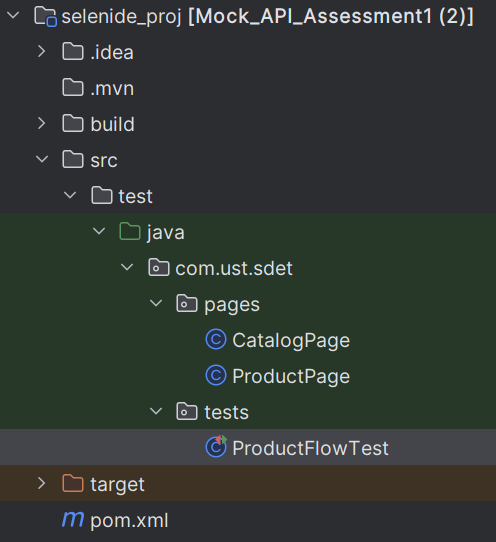 selenide_proj [Mock_API_Assessment1 (2)]
.idea
.mvn
build
src
test
java
com.ust.sdet
pages
CatalogPage
ProductPage
tests
ProductFlowTest
target
pom.xml